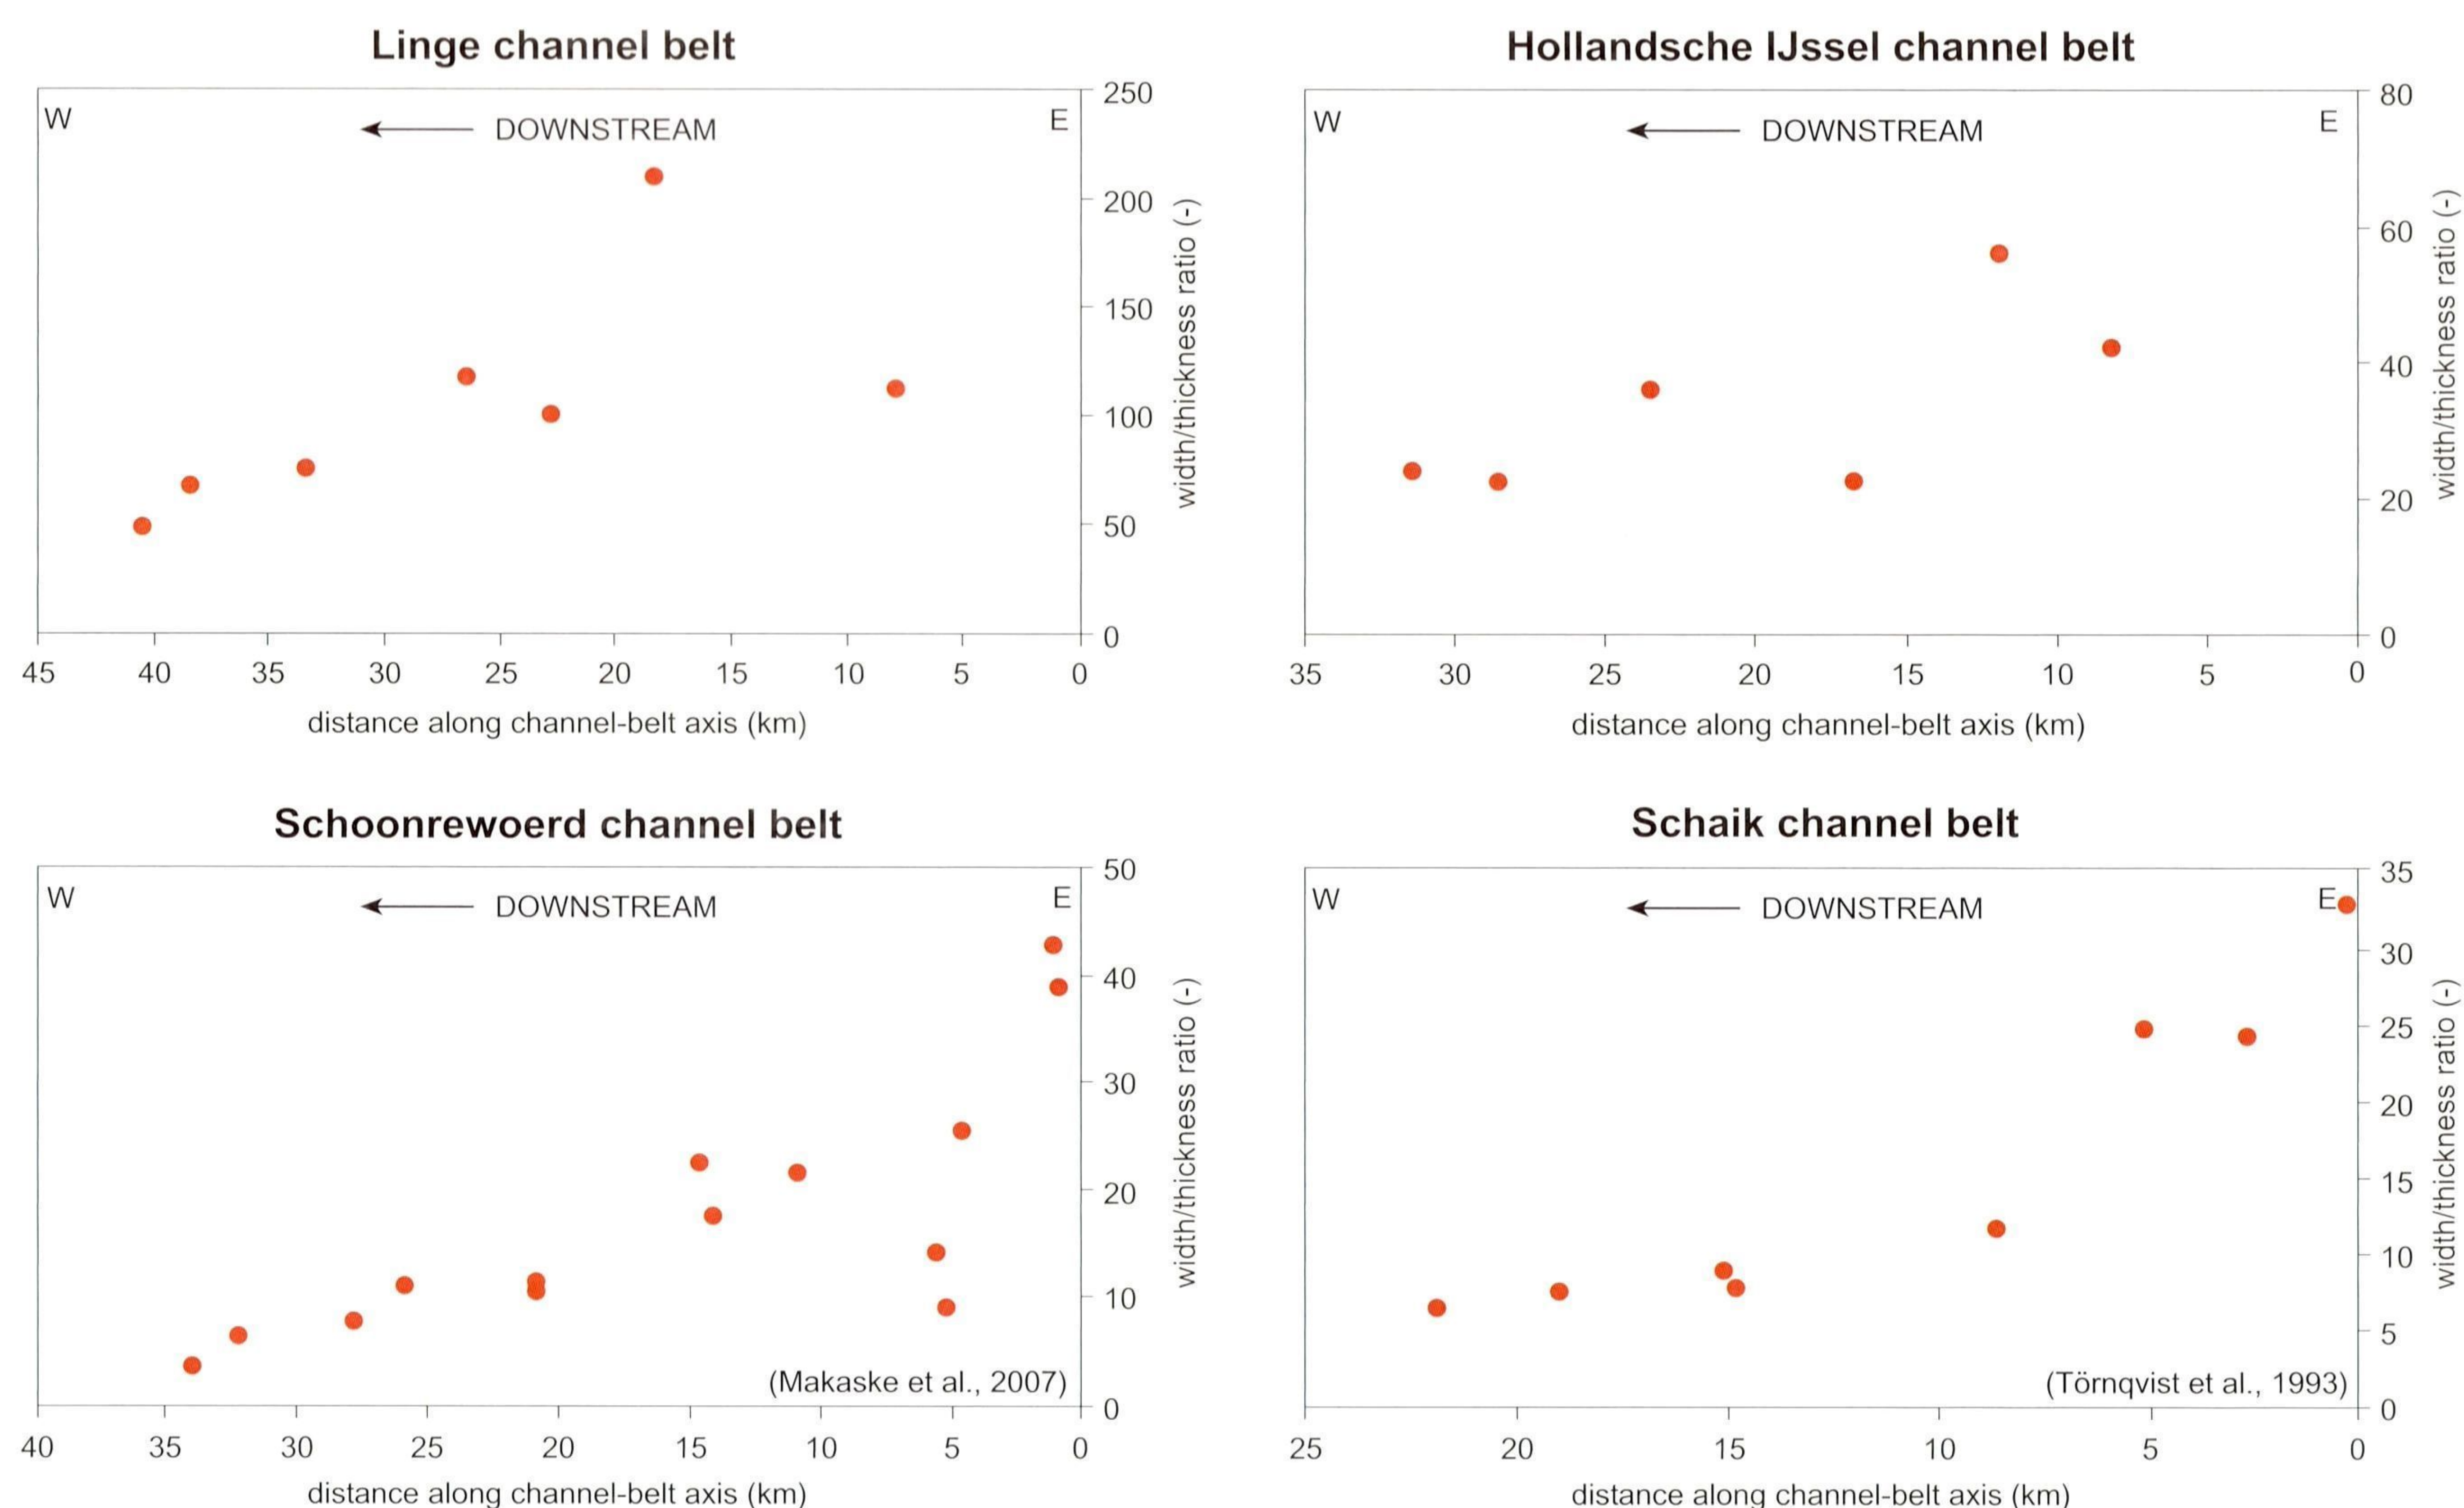 Linge channel belt
W
DOWNSTREAM
E
250
200
150
100
50
0
width/thickness ratio (-)
45 40 35 30 25 20 15 10 5 0
distance along channel-belt axis (km)
Hollandsche IJssel channel belt
W
DOWNSTREAM
E
80
60
40
20
0
width/thickness ratio (-)
35 30 25 20 15 10 5 0
distance along channel-belt axis (km)
Schoonrewoerd channel belt
W
DOWNSTREAM
E
50
40
30
20
10
0
width/thickness ratio (-)
(Makaske et al., 2007)
40 35 30 25 20 15 10 5 0
distance along channel-belt axis (km)
Schaik channel belt
W
DOWNSTREAM
E
35
30
25
20
15
10
5
0
width/thickness ratio (-)
(Törnqvist et al., 1993)
25 20 15 10 5 0
distance along channel-belt axis (km)